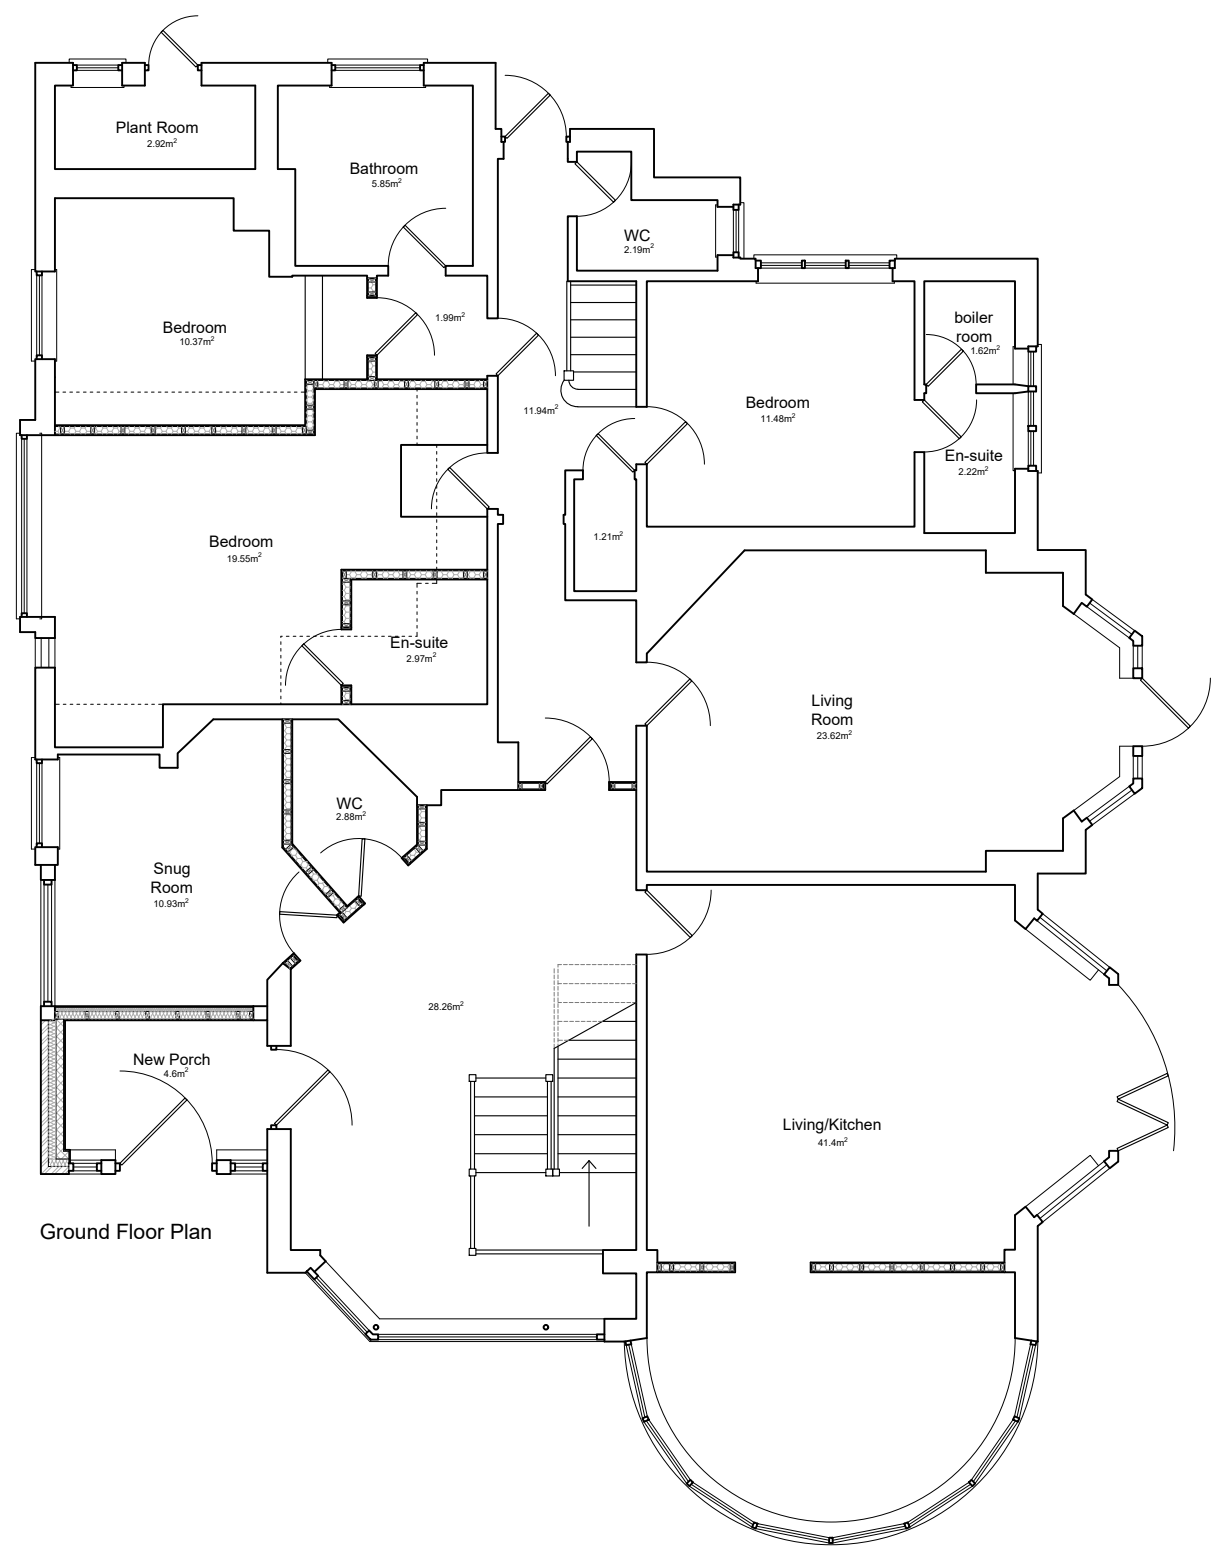 Plant Room
2.92m²
Bathroom
5.85m²
WC
2.19m²
Bedroom
10.37m²
1.99m²
boiler
room
1.62m²
Bedroom
11.48m²
11.94m²
En-suite
2.22m²
Bedroom
19.55m²
1.21m²
En-suite
2.97m²
Living
Room
23.62m²
WC
2.88m²
Snug
Room
10.93m²
28.26m²
New Porch
4.6m²
Living/Kitchen
41.4m²
Ground Floor Plan